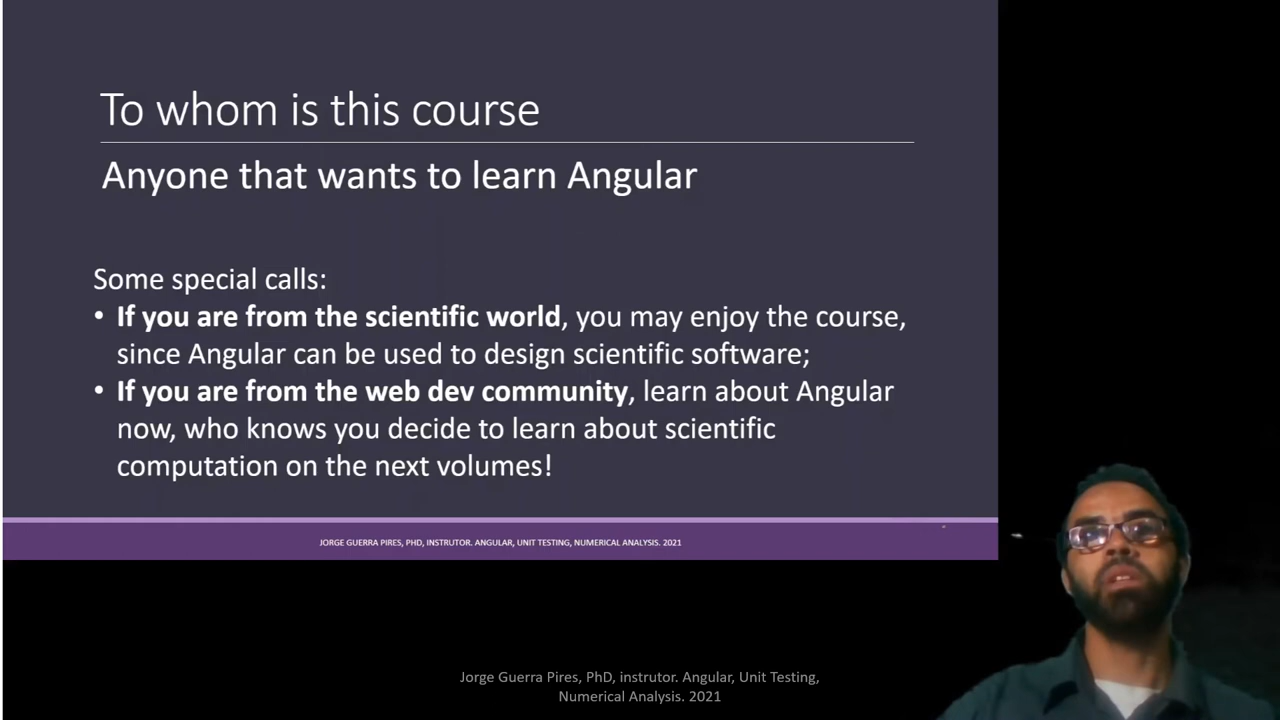 To whom is this course
Anyone that wants to learn Angular
Some special calls:
• If you are from the scientific world, you may enjoy the course,
since Angular can be used to design scientific software;
• If you are from the web dev community, learn about Angular
now, who knows you decide to learn about scientific
computation on the next volumes!
JORGE GUERRA PIRES, PHD, INSTRUTOR. ANGULAR, UNIT TESTING, NUMERICAL ANALYSIS. 2021
Jorge Guerra Pires, PhD, instrutor. Angular, Unit Testing,
Numerical Analysis. 2021